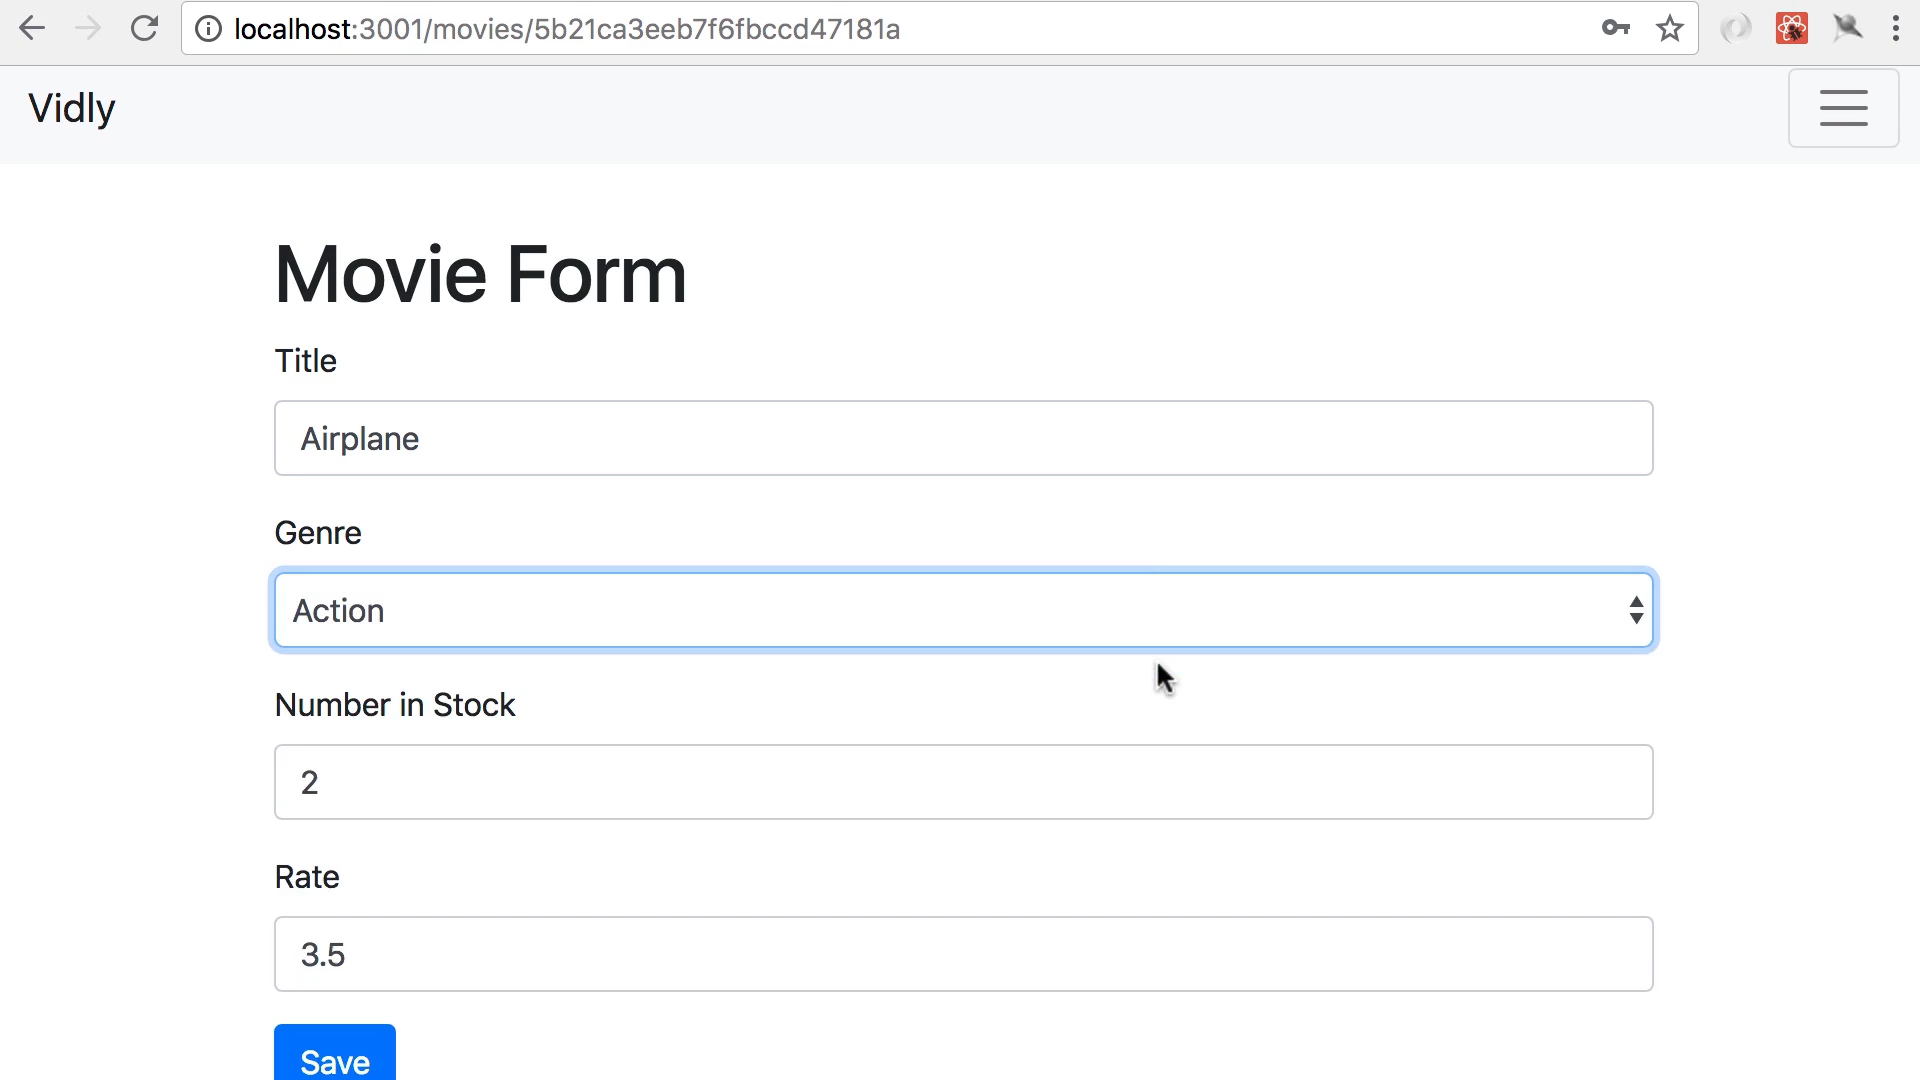 localhost:3001/movies/5b21ca3eeb7f6fbccd47181a
Vidly
Movie Form
Title
Airplane
Genre
Action
Number in Stock
2
Rate
3.5
Save